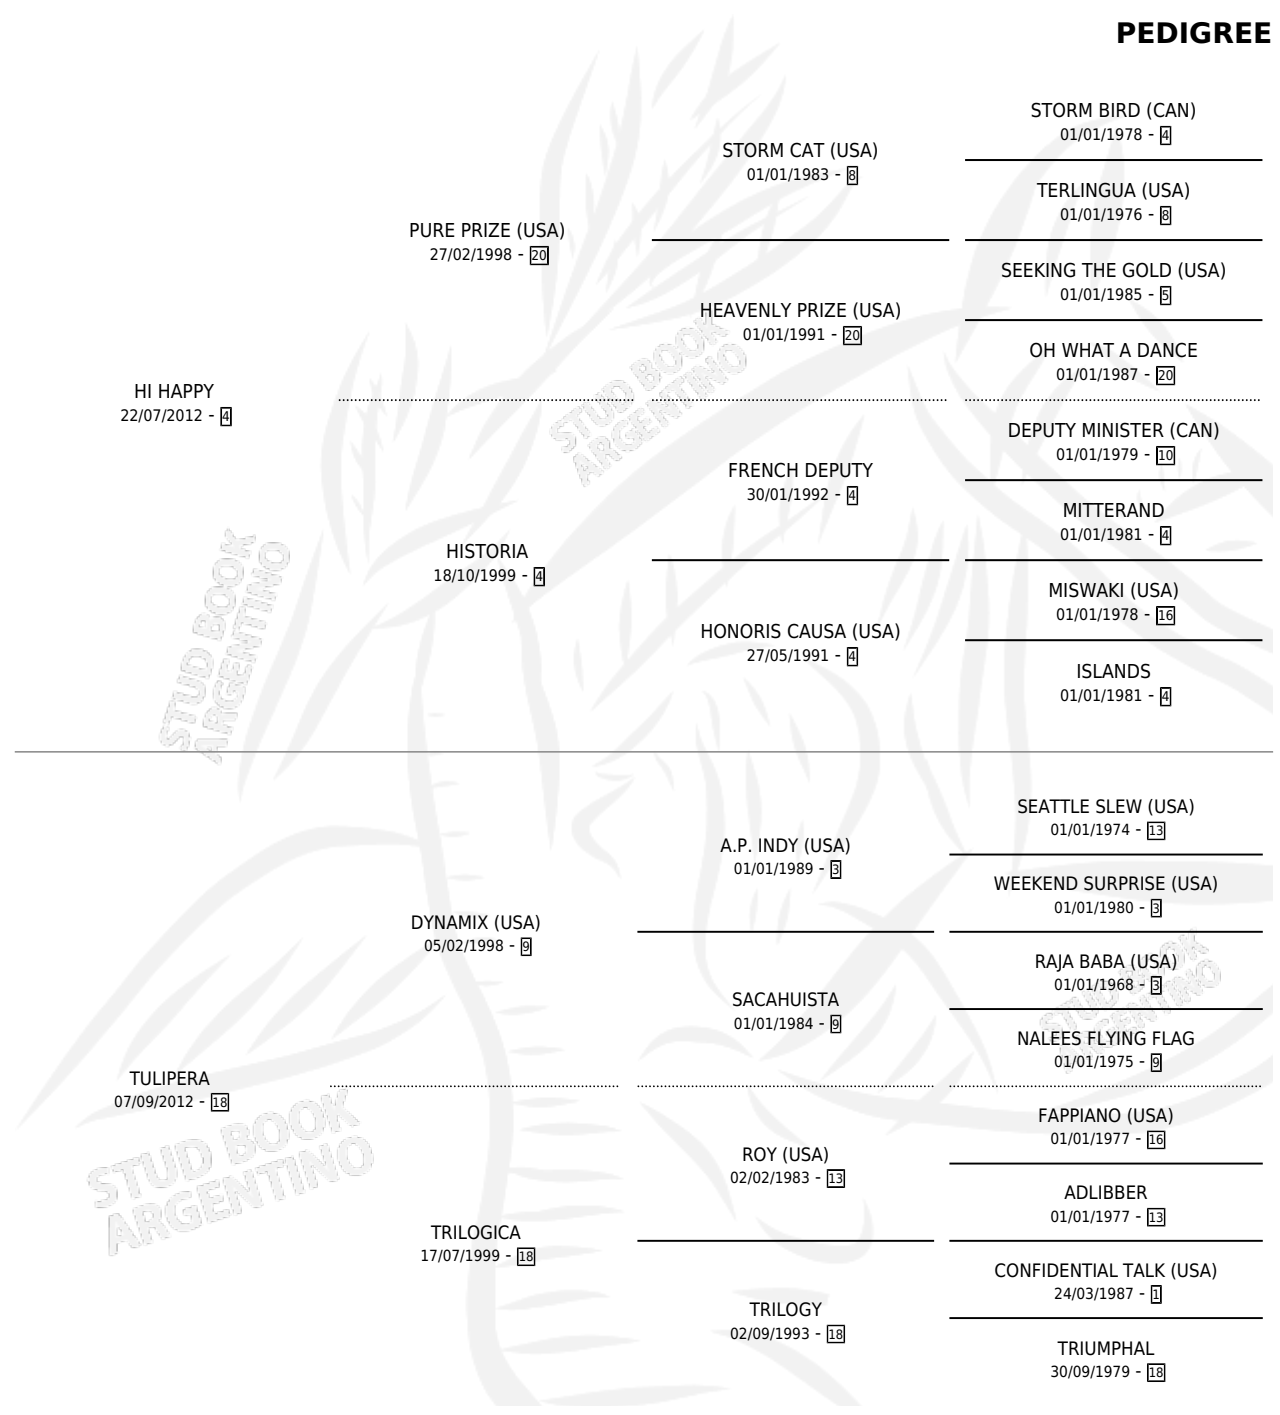 PEDIGREE
STORM BIRD (CAN)
01/01/1978 - 4
STORM CAT (USA)
01/01/1983 - 8
TERLINGUA (USA)
01/01/1976 - 8
PURE PRIZE (USA)
27/02/1998 - 20
SEEKING THE GOLD (USA)
01/01/1985 - 5
HEAVENLY PRIZE (USA)
01/01/1991 - 20
OH WHAT A DANCE
01/01/1987 - 20
HI HAPPY
22/07/2012 - 4
DEPUTY MINISTER (CAN)
01/01/1979 - 10
FRENCH DEPUTY
30/01/1992 - 4
MITTERAND
01/01/1981 - 4
HISTORIA
18/10/1999 - 4
MISWAKI (USA)
01/01/1978 - 16
HONORIS CAUSA (USA)
27/05/1991 - 4
ISLANDS
01/01/1981 - 4
SEATTLE SLEW (USA)
01/01/1974 - 13
A.P. INDY (USA)
01/01/1989 - 3
WEEKEND SURPRISE (USA)
01/01/1980 - 3
DYNAMIX (USA)
05/02/1998 - 9
RAJA BABA (USA)
01/01/1968 - 3
SACAHUISTA
01/01/1984 - 9
NALEES FLYING FLAG
01/01/1975 - 9
TULIPERA
07/09/2012 - 18
FAPPIANO (USA)
01/01/1977 - 16
ROY (USA)
02/02/1983 - 13
ADLIBBER
01/01/1977 - 13
TRILOGICA
17/07/1999 - 18
CONFIDENTIAL TALK (USA)
24/03/1987 - 1
TRILOGY
02/09/1993 - 18
TRIUMPHAL
30/09/1979 - 18
STUD BOOK
ARGENTINO
STUD BOOK
ARGENTINO
STUD BOOK
ARGENTINO
STUD BOOK
ARGENTINO